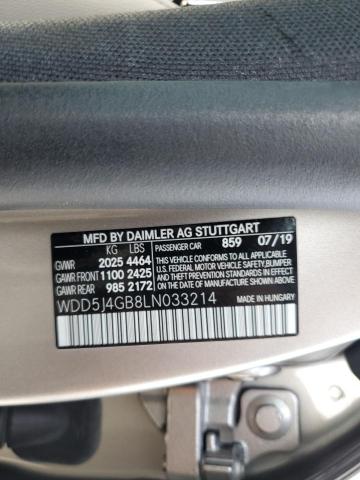 MFD BY DAIMLER AG STUTTGART
KG LBS
PASSENGER CAR 859 07/19
GVWR 2025 4464
GAWR FRONT 1100 2425
GAWR REAR 985 2172
THIS VEHICLE CONFORMS TO ALL APPLICABLE
U.S. FEDERAL MOTOR VEHICLE SAFETY, BUMPER,
AND THEFT PREVENTION STANDARDS IN EFFECT
ON THE DATE OF MANUFACTURE SHOWN ABOVE.
WDD5J4GB8LN033214
MADE IN HUNGARY